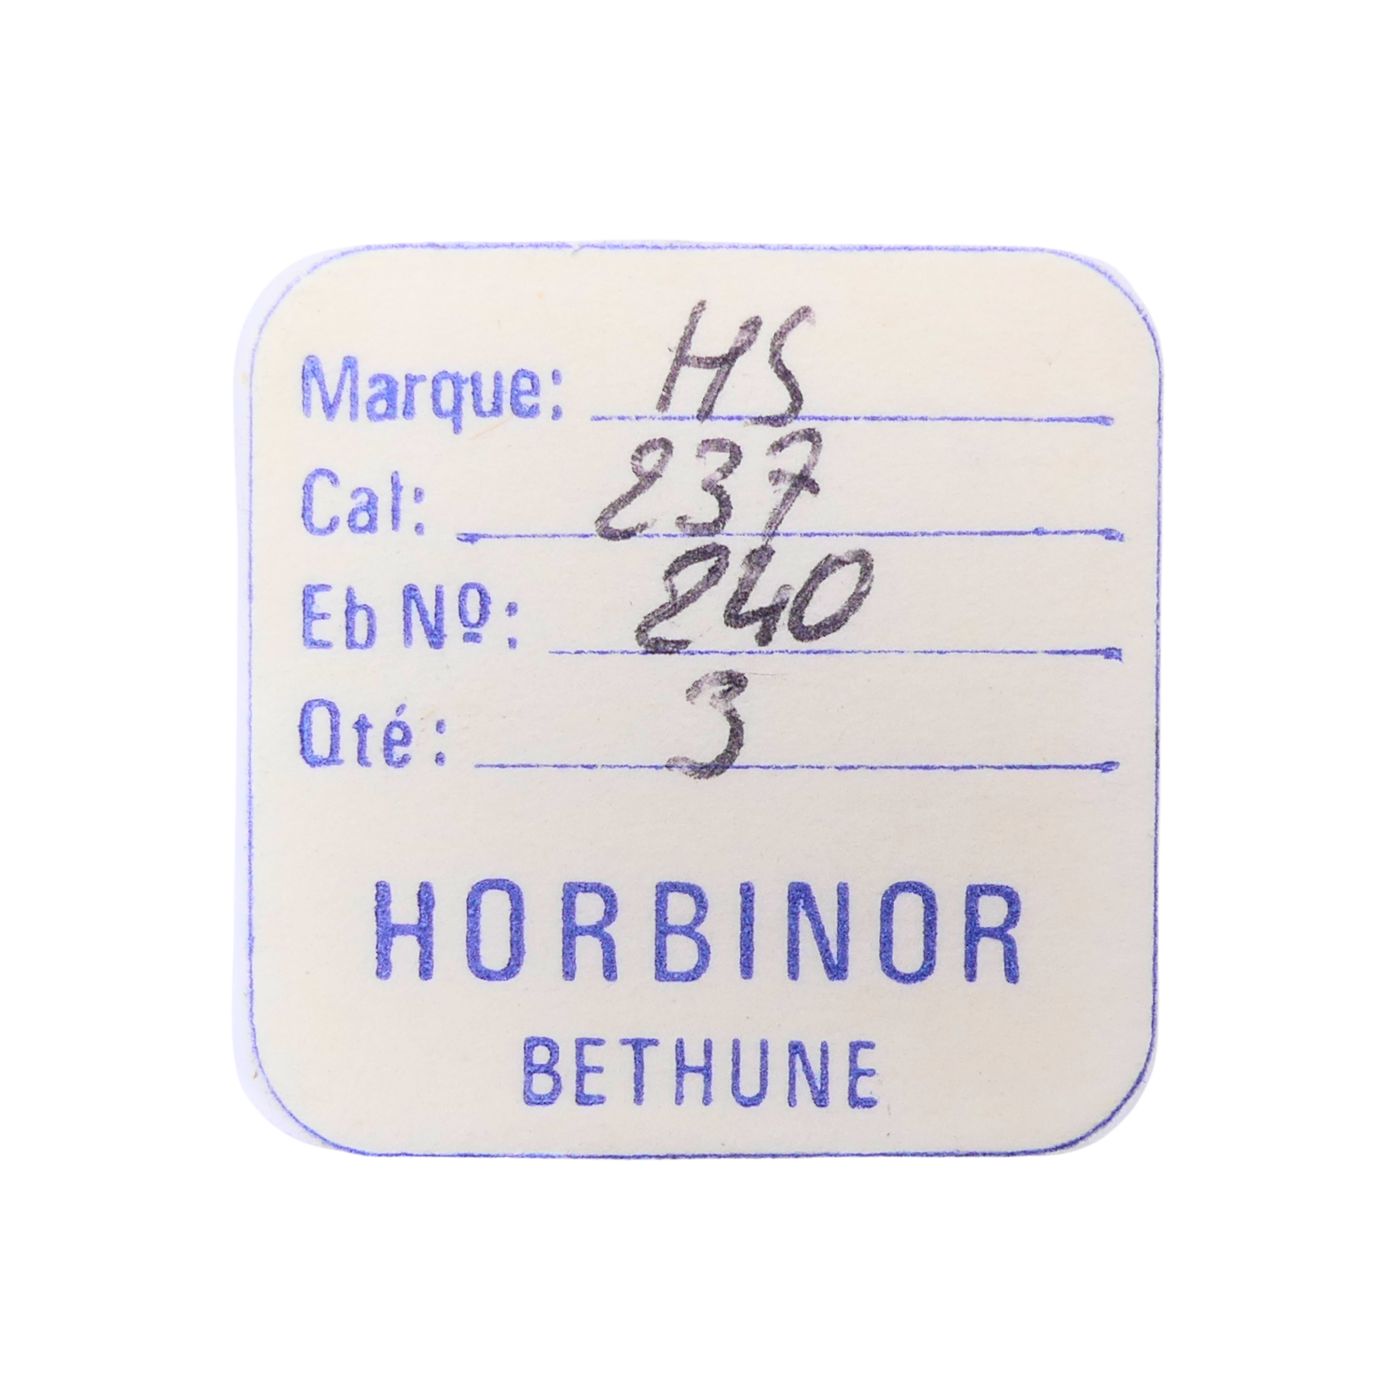 Marque: HS
Cal: 237
Eb Nº: 240
Qté: 3
HORBINOR
BETHUNE